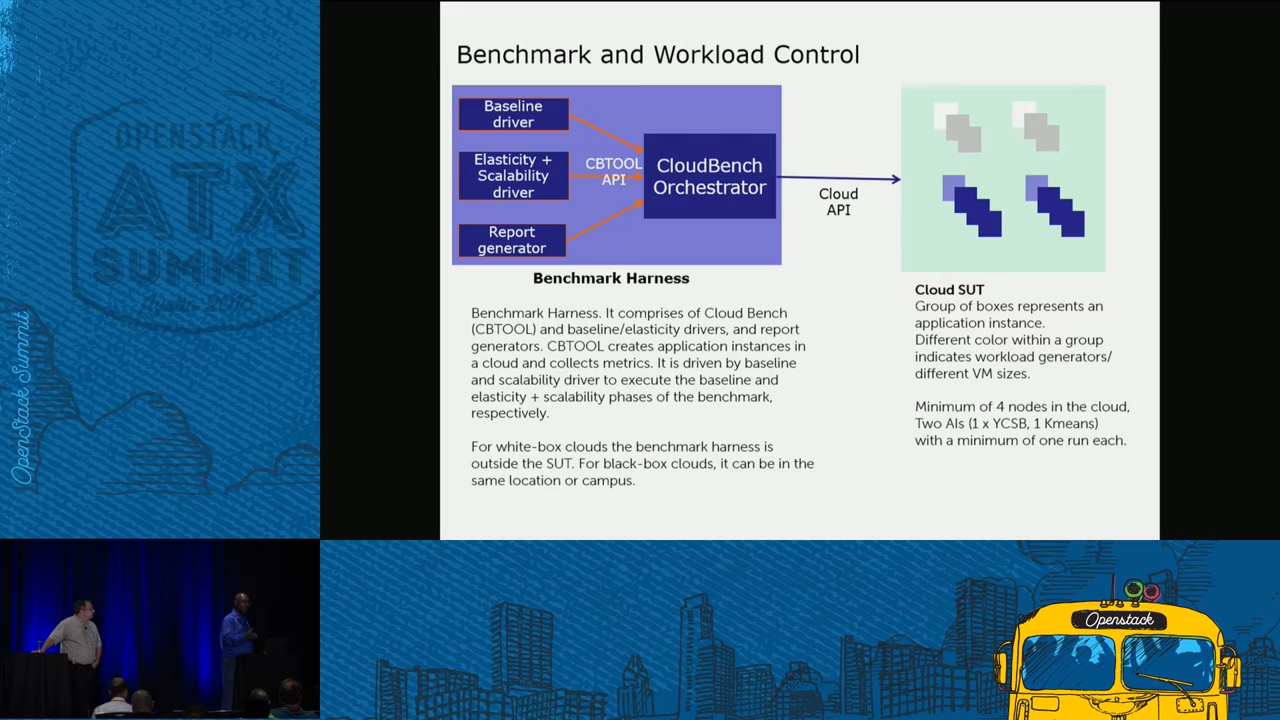 OPENSTACK
ATX
SUMMIT
OpenStack Summit
Benchmark and Workload Control
Baseline
driver
Elasticity +
Scalability
driver
Report
generator
CBTOOL
API
CloudBench
Orchestrator
Cloud
API
Benchmark Harness
Benchmark Harness. It comprises of Cloud Bench
(CBTOOL) and baseline/elasticity drivers, and report
generators. CBTOOL creates application instances in
a cloud and collects metrics. It is driven by baseline
and scalability driver to execute the baseline and
elasticity + scalability phases of the benchmark,
respectively.
For white-box clouds the benchmark harness is
outside the SUT. For black-box clouds, it can be in the
same location or campus.
Cloud SUT
Group of boxes represents an
application instance.
Different color within a group
indicates workload generators/
different VM sizes.
Minimum of 4 nodes in the cloud,
Two AIs (1 x YCSB, 1 Kmeans)
with a minimum of one run each.
Openstack